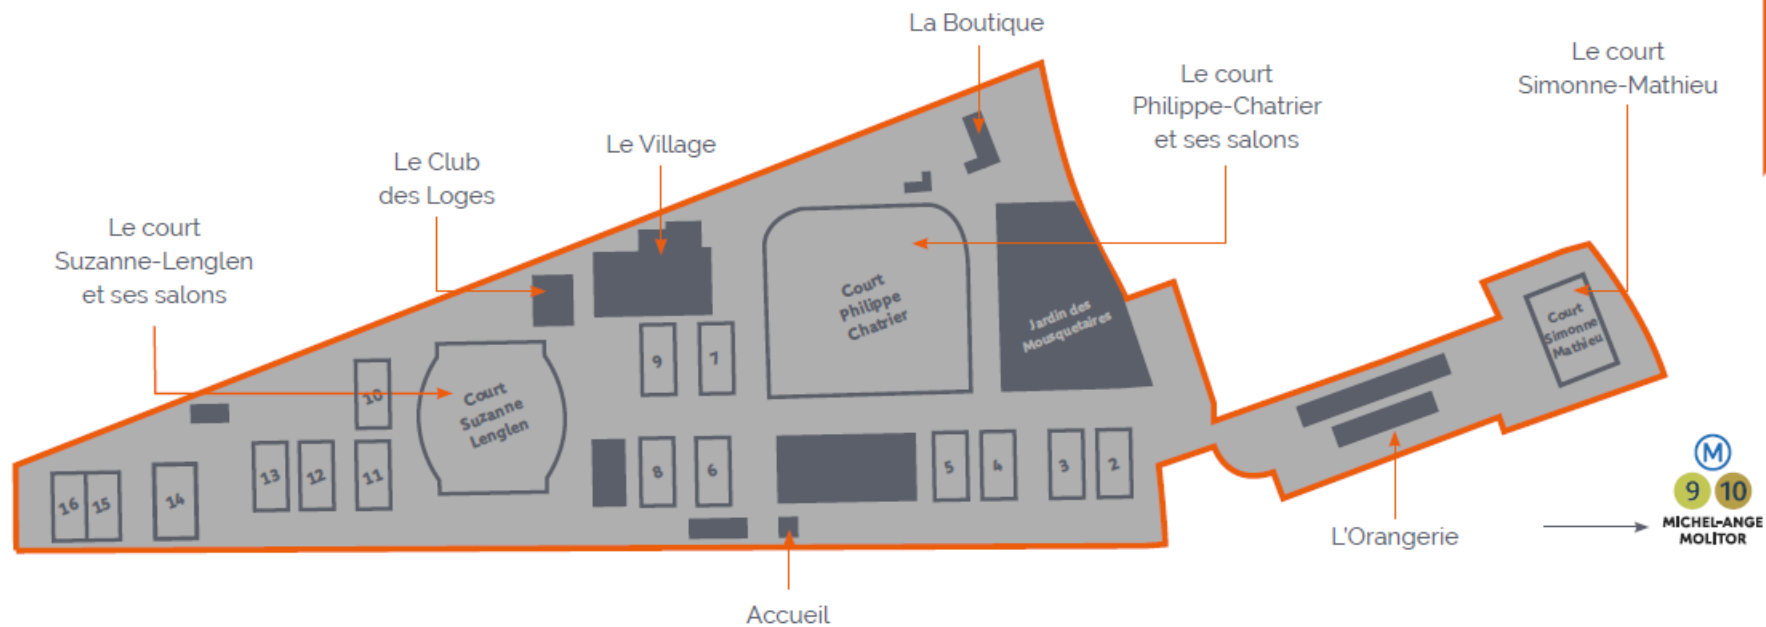 La Boutique
Le court
Philippe-Chatrier
et ses salons
Le court
Simonne-Mathieu
Le Village
Le Club
des Loges
Le court
Suzanne-Lenglen
et ses salons
Court
Philippe
Chatrier
Jardin des
Mousquetaires
Court
Simonne
Mathieu
9
7
10
Court
Suzanne
Lenglen
16
15
14
13
12
11
8
6
5
4
3
2
M
9 10
MICHEL-ANGE
MOLITOR
L'Orangerie
Accueil